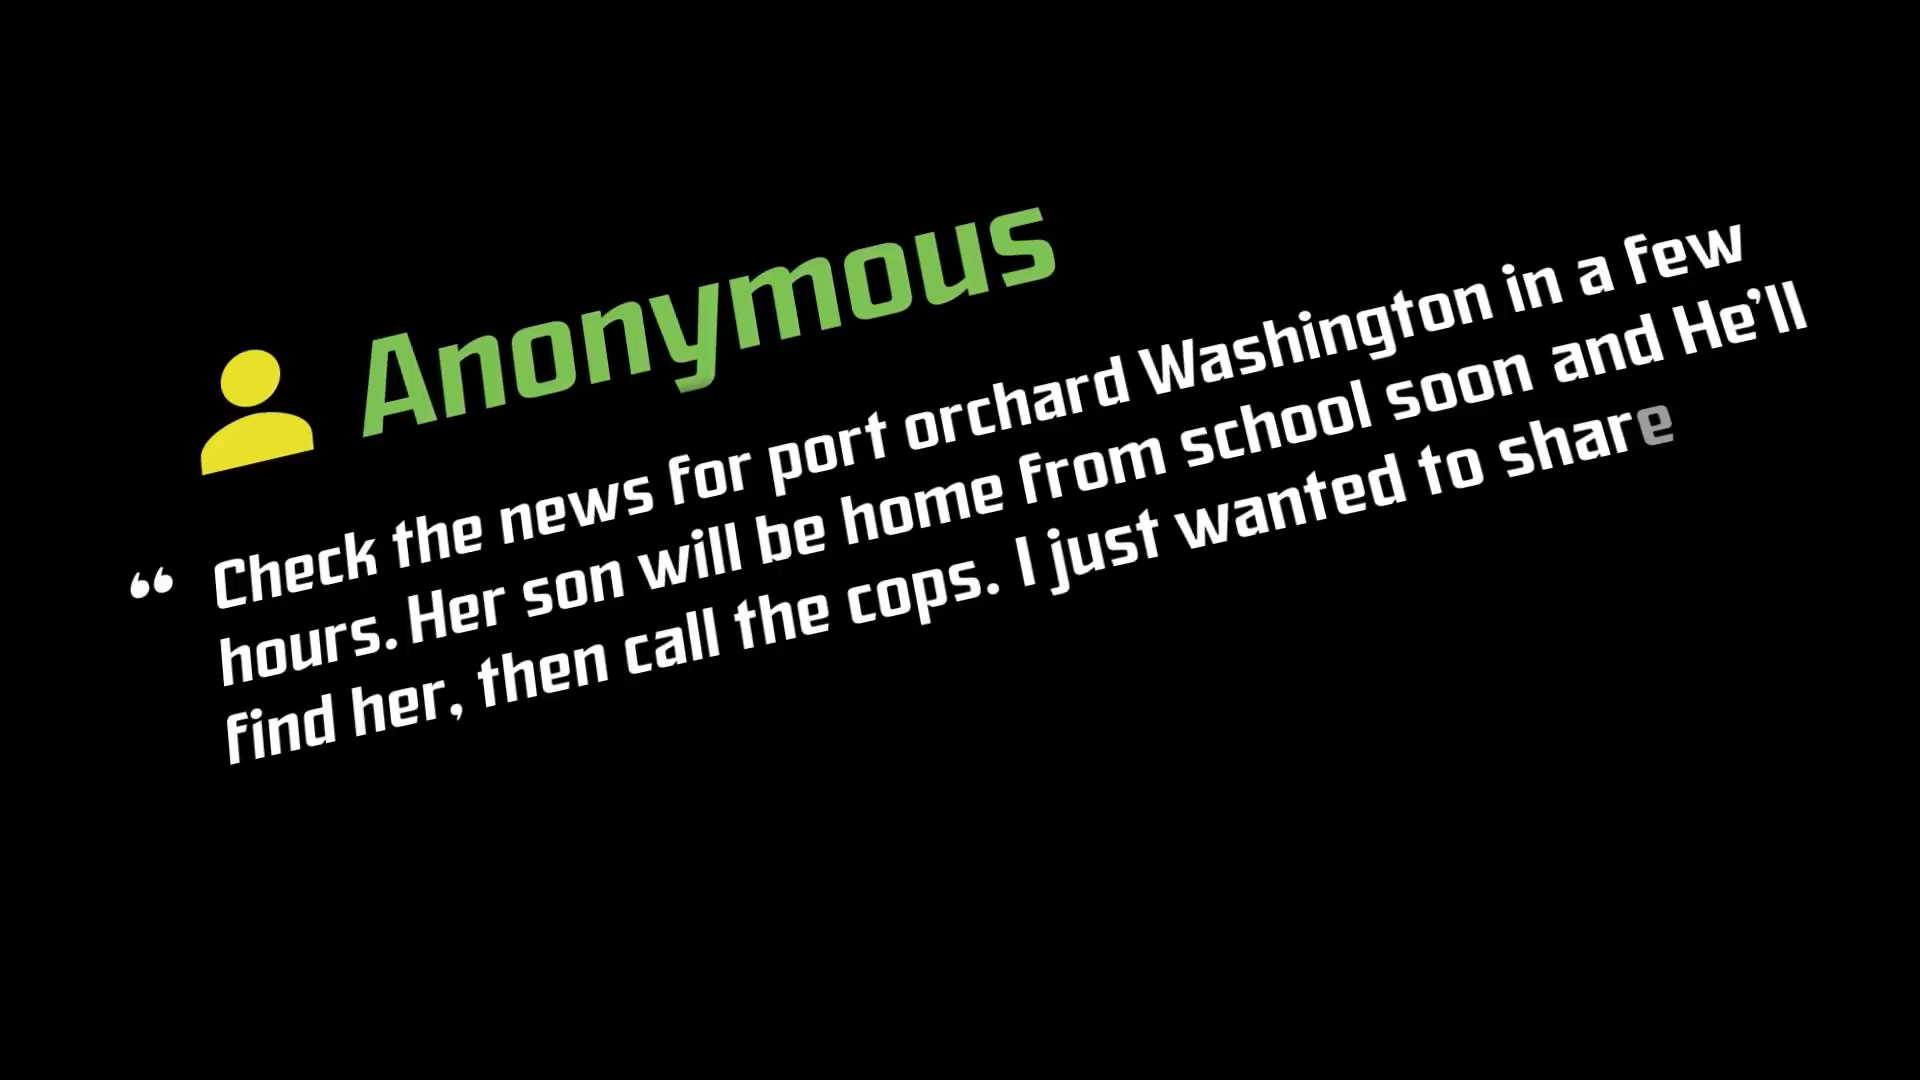 Anonymous
“ Check the news for port orchard Washington in a few
hours. Her son will be home from school soon and He’ll
find her, then call the cops. I just wanted to share